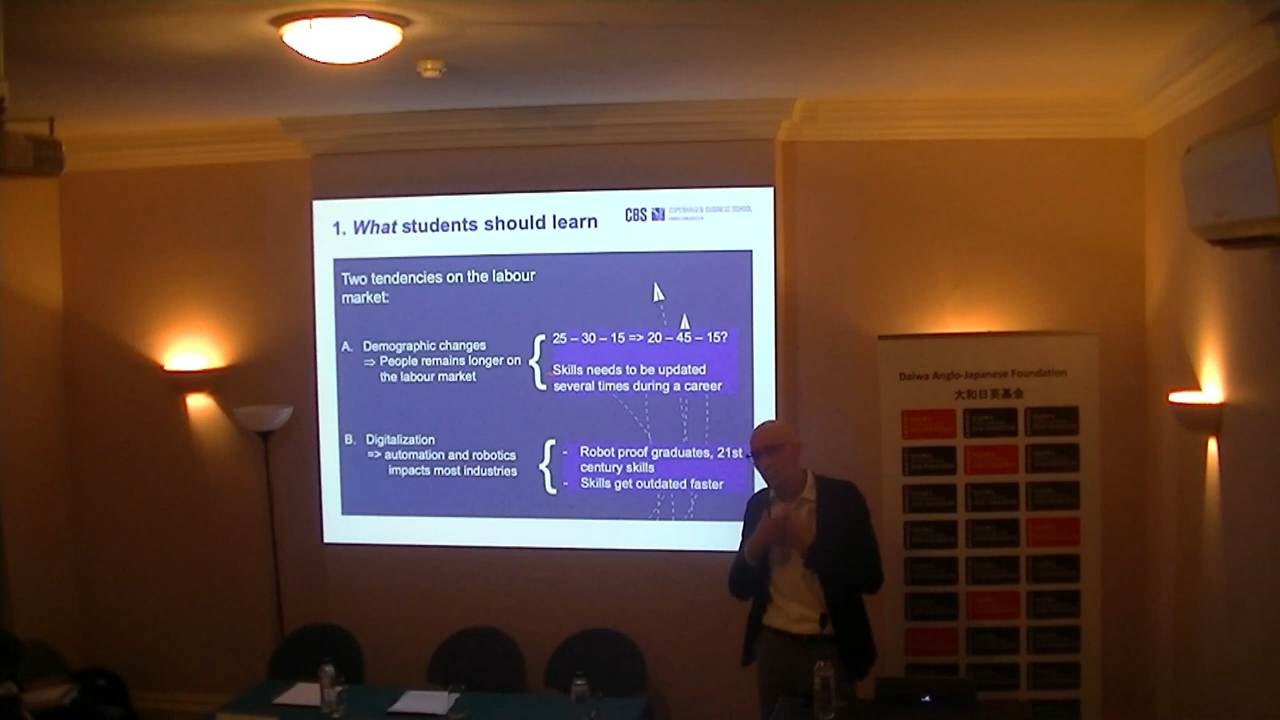 1. What students should learn
CBS COPENHAGEN BUSINESS SCHOOL
Two tendencies on the labour
market:
A. Demographic changes
⇒ People remains longer on
the labour market
25 – 30 – 15 => 20 – 45 – 15?
Skills needs to be updated
several times during a career
B. Digitalization
=> automation and robotics
impacts most industries
- Robot proof graduates, 21st
century skills
- Skills get outdated faster
Daiwa Anglo-Japanese Foundation
大和日英基金